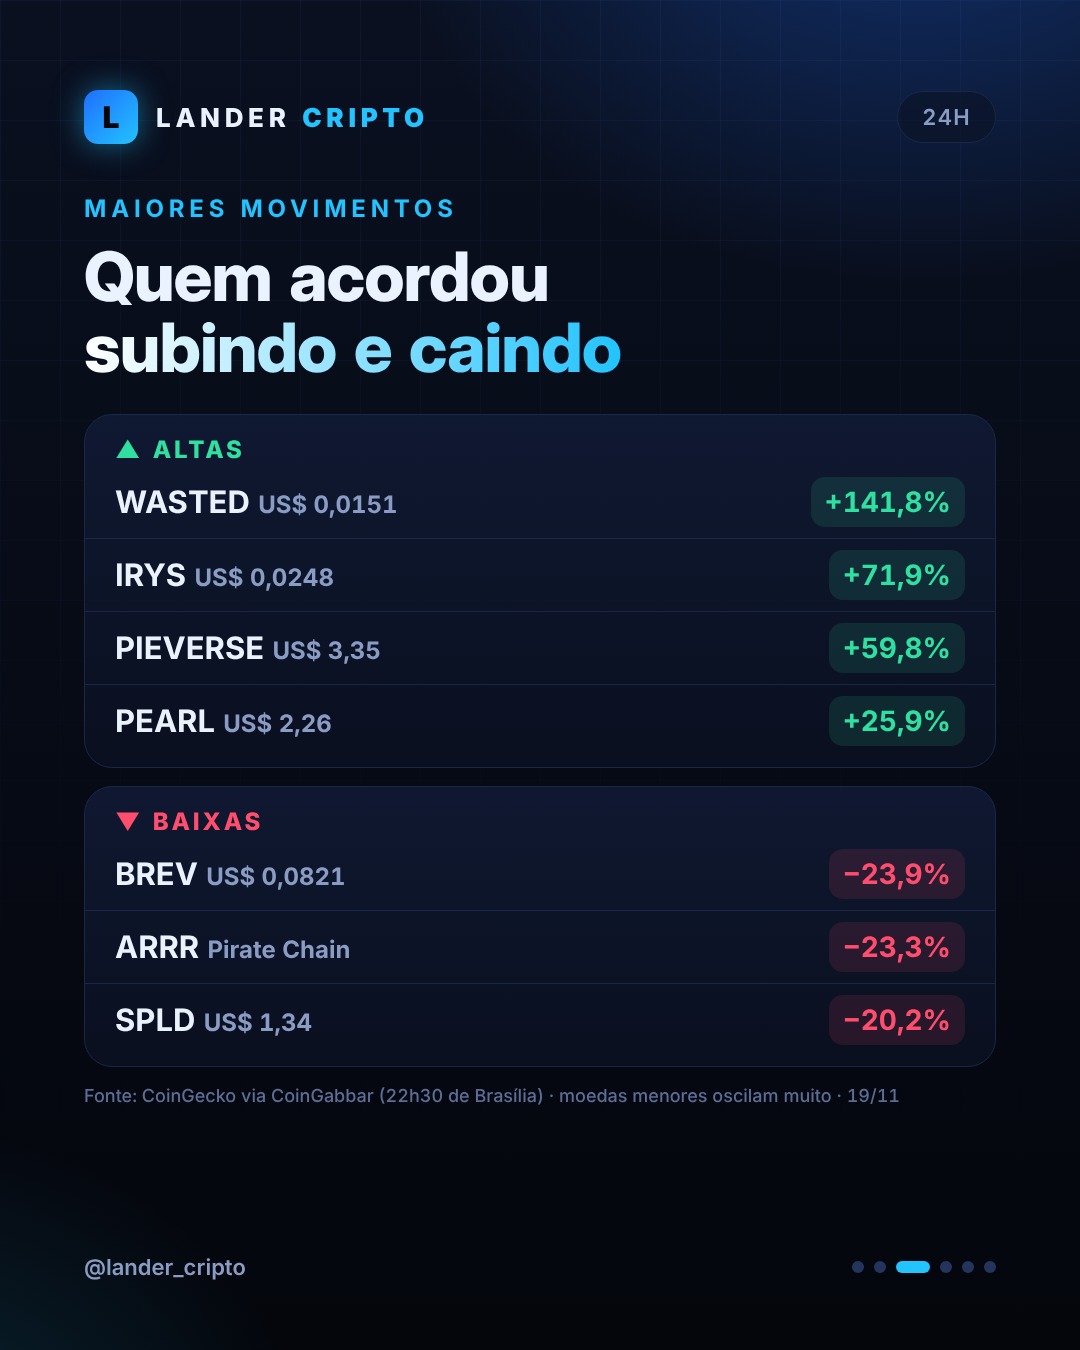 L LANDER CRIPTO 24H
MAIORES MOVIMENTOS
Quem acordou
subindo e caindo
▲ ALTAS
WASTED US$ 0,0151 +141,8%
IRYS US$ 0,0248 +71,9%
PIEVERSE US$ 3,35 +59,8%
PEARL US$ 2,26 +25,9%
▼ BAIXAS
BREV US$ 0,0821 −23,9%
ARRR Pirate Chain −23,3%
SPLD US$ 1,34 −20,2%
Fonte: CoinGecko via CoinGabbar (22h30 de Brasília) · moedas menores oscilam muito · 19/11
@lander_cripto